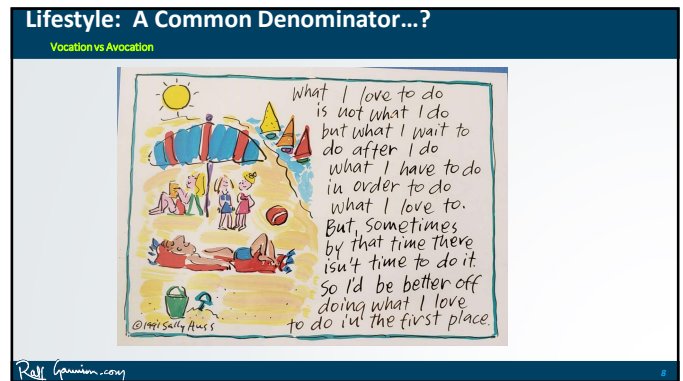 Lifestyle: A Common Denominator...?
Vocation vs Avocation
What I love to do
is not what I do
but what I wait to
do after I do
what I have to do
in order to do
what I love to.
But, sometimes
by that time there
isn't time to do it.
So I'd be better off
doing what I love
to do in the first place.
©1991 Sally Huss
.com
8